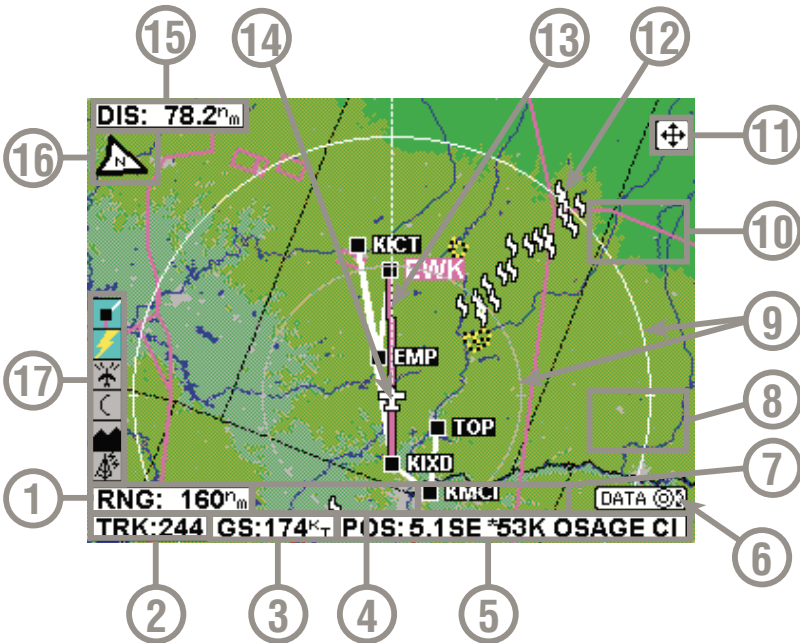 15
14
13
12
DIS: 78.2nm
11
16
N
10
KICT
EWK
9
17
EMP
8
TOP
KIXD
7
1
RNG: 160nm
KMCI
DATA
TRK:244
GS:174KT
POS: 5.1SE *53K OSAGE CI
6
2
3
4
5